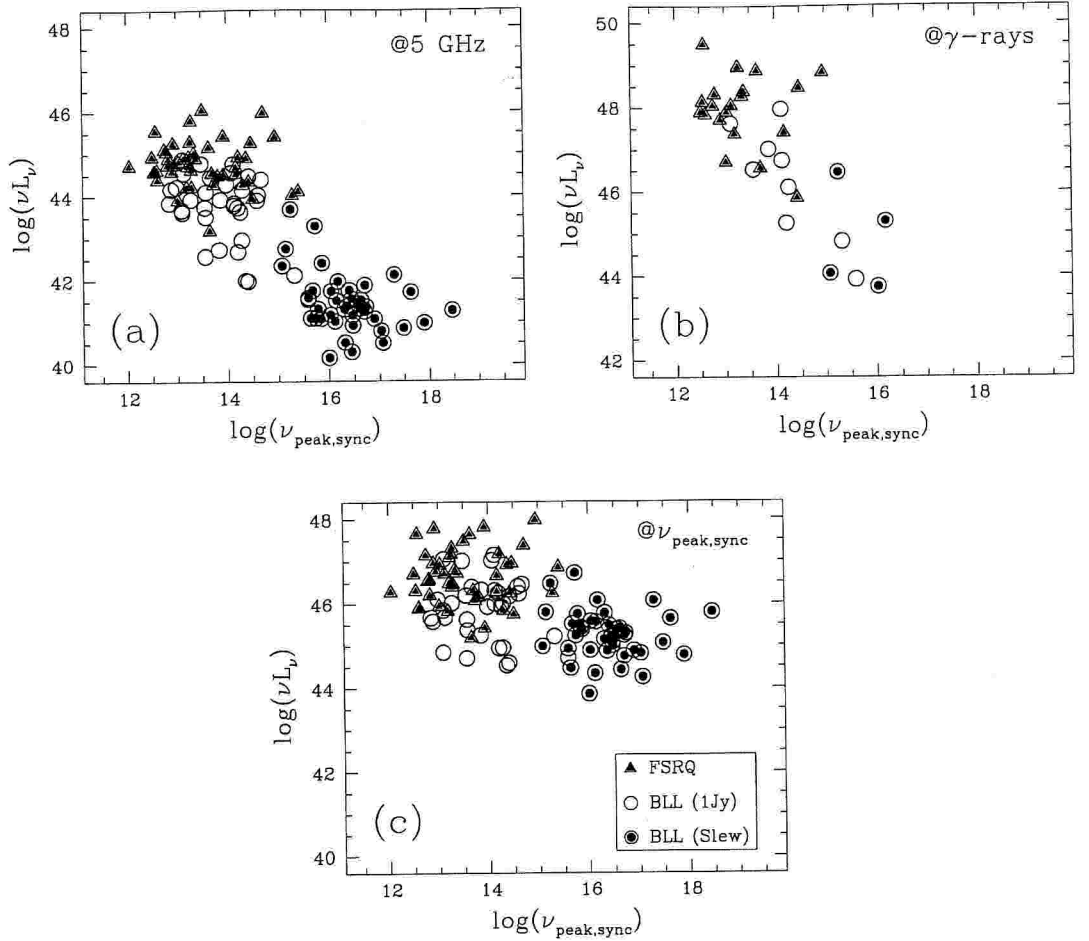 48
46
44
42
40
log(νL_ν)
@5 GHz
(a)
12 14 16 18
log(ν_peak,sync)
50
48
46
44
42
log(νL_ν)
@γ-rays
(b)
12 14 16 18
log(ν_peak,sync)
48
46
44
42
40
log(νL_ν)
@ν_peak,sync
(c)
FSRQ
BLL (1Jy)
BLL (Slew)
12 14 16 18
log(ν_peak,sync)